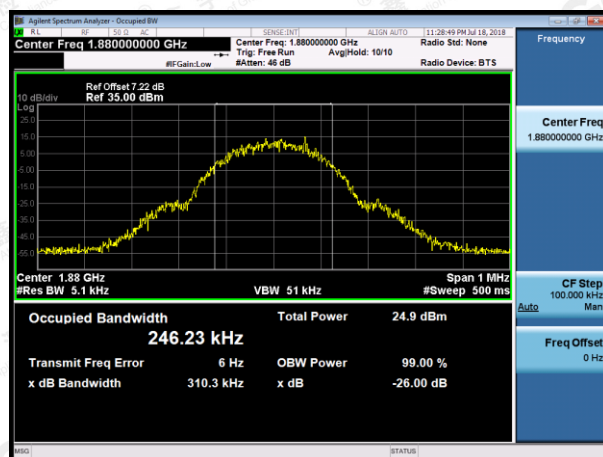 Agilent Spectrum Analyzer - Occupied BW
RL RF 50 Ω AC SENSE:INT ALIGN AUTO 11:28:49 PM Jul 18, 2018
Center Freq 1.880000000 GHz
Center Freq: 1.880000000 GHz
Trig: Free Run Avg|Hold: 10/10
#IFGain:Low #Atten: 46 dB
Radio Std: None
Radio Device: BTS
Ref Offset 7.22 dB
10 dB/div Ref 35.00 dBm
Log
25.0
15.0
5.00
-5.00
-15.0
-25.0
-35.0
-45.0
-55.0
Center 1.88 GHz Span 1 MHz
#Res BW 5.1 kHz VBW 51 kHz #Sweep 500 ms
Occupied Bandwidth Total Power 24.9 dBm
246.23 kHz
Transmit Freq Error 6 Hz OBW Power 99.00 %
x dB Bandwidth 310.3 kHz x dB -26.00 dB
MSG STATUS
Frequency
Center Freq
1.880000000 GHz
CF Step
100.000 kHz
Auto Man
Freq Offset
0 Hz